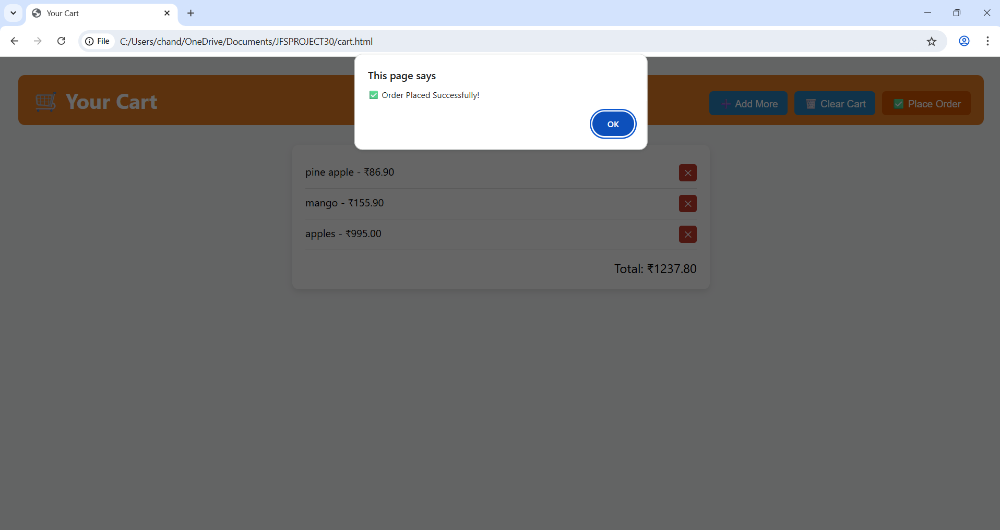 Your Cart
File C:/Users/chand/OneDrive/Documents/JFSPROJECT30/cart.html
This page says
✅ Order Placed Successfully!
OK
🛒 Your Cart
➕ Add More
🗑️ Clear Cart
✅ Place Order
pine apple - ₹86.90
mango - ₹155.90
apples - ₹995.00
Total: ₹1237.80